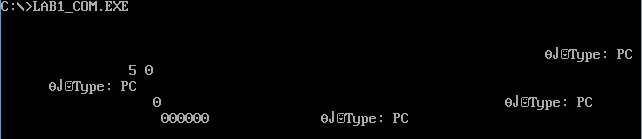 C:\>LAB1_COM.EXE
θ♩◙Type: PC
5 0
θ♩◙Type: PC
0 θ♩◙Type: PC
000000 θ♩◙Type: PC